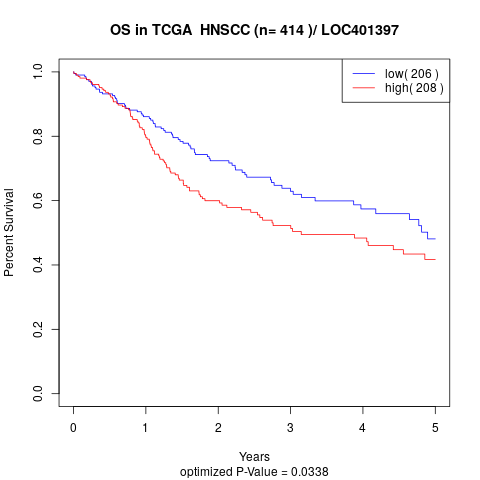 OS in TCGA  HNSCC (n= 414 )/ LOC401397
low( 206 )
high( 208 )
Percent Survival
1.0
0.8
0.6
0.4
0.2
0.0
0 1 2 3 4 5
Years
optimized P-Value = 0.0338